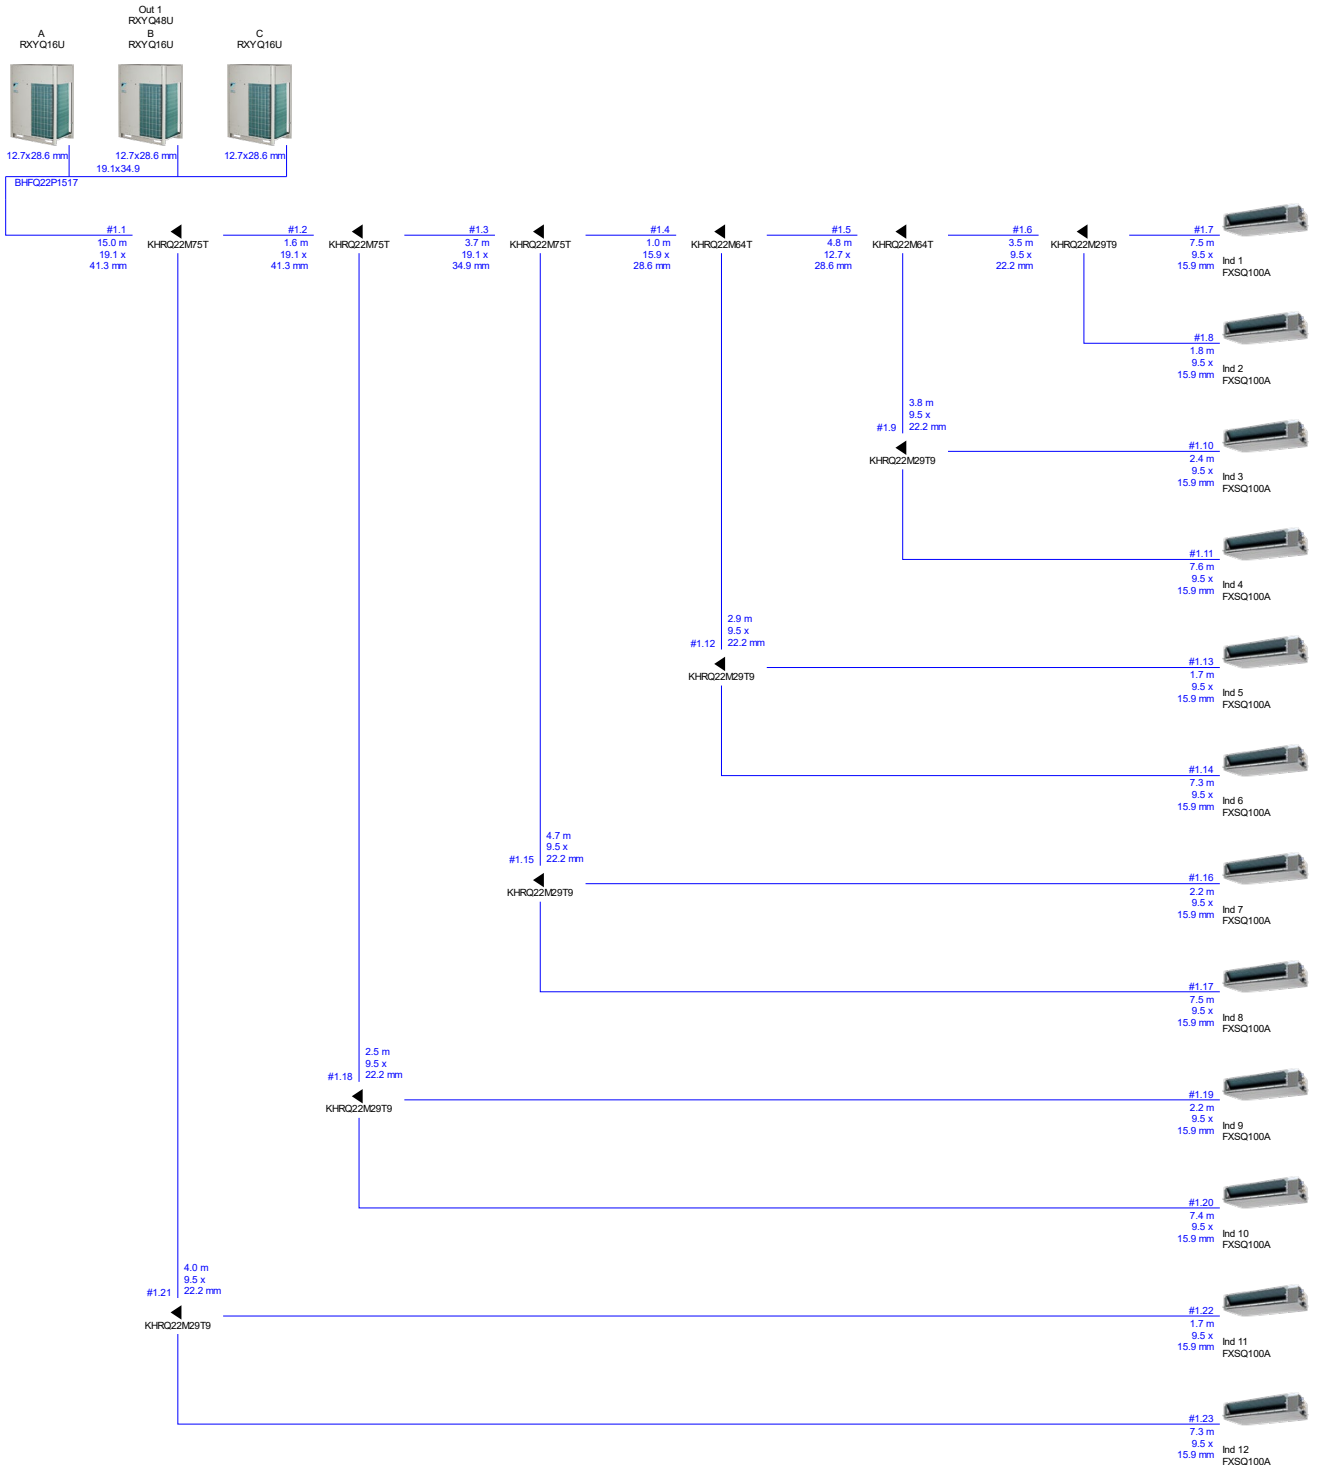 Out 1
RXYQ48U
A
RXYQ16U
B
RXYQ16U
C
RXYQ16U
12.7x28.6 mm
12.7x28.6 mm
12.7x28.6 mm
19.1x34.9
BHFQ22P1517
#1.1
15.0 m
19.1 x
41.3 mm
KHRQ22M75T
#1.2
1.6 m
19.1 x
41.3 mm
KHRQ22M75T
#1.3
3.7 m
19.1 x
34.9 mm
KHRQ22M75T
#1.4
1.0 m
15.9 x
28.6 mm
KHRQ22M64T
#1.5
4.8 m
12.7 x
28.6 mm
KHRQ22M64T
#1.6
3.5 m
9.5 x
22.2 mm
KHRQ22M29T9
#1.7
7.5 m
9.5 x
15.9 mm
Ind 1
FXSQ100A
#1.8
1.8 m
9.5 x
15.9 mm
Ind 2
FXSQ100A
3.8 m
9.5 x
22.2 mm
#1.9
KHRQ22M29T9
#1.10
2.4 m
9.5 x
15.9 mm
Ind 3
FXSQ100A
#1.11
7.6 m
9.5 x
15.9 mm
Ind 4
FXSQ100A
2.9 m
9.5 x
22.2 mm
#1.12
KHRQ22M29T9
#1.13
1.7 m
9.5 x
15.9 mm
Ind 5
FXSQ100A
#1.14
7.3 m
9.5 x
15.9 mm
Ind 6
FXSQ100A
4.7 m
9.5 x
22.2 mm
#1.15
KHRQ22M29T9
#1.16
2.2 m
9.5 x
15.9 mm
Ind 7
FXSQ100A
#1.17
7.5 m
9.5 x
15.9 mm
Ind 8
FXSQ100A
2.5 m
9.5 x
22.2 mm
#1.18
KHRQ22M29T9
#1.19
2.2 m
9.5 x
15.9 mm
Ind 9
FXSQ100A
#1.20
7.4 m
9.5 x
15.9 mm
Ind 10
FXSQ100A
4.0 m
9.5 x
22.2 mm
#1.21
KHRQ22M29T9
#1.22
1.7 m
9.5 x
15.9 mm
Ind 11
FXSQ100A
#1.23
7.3 m
9.5 x
15.9 mm
Ind 12
FXSQ100A